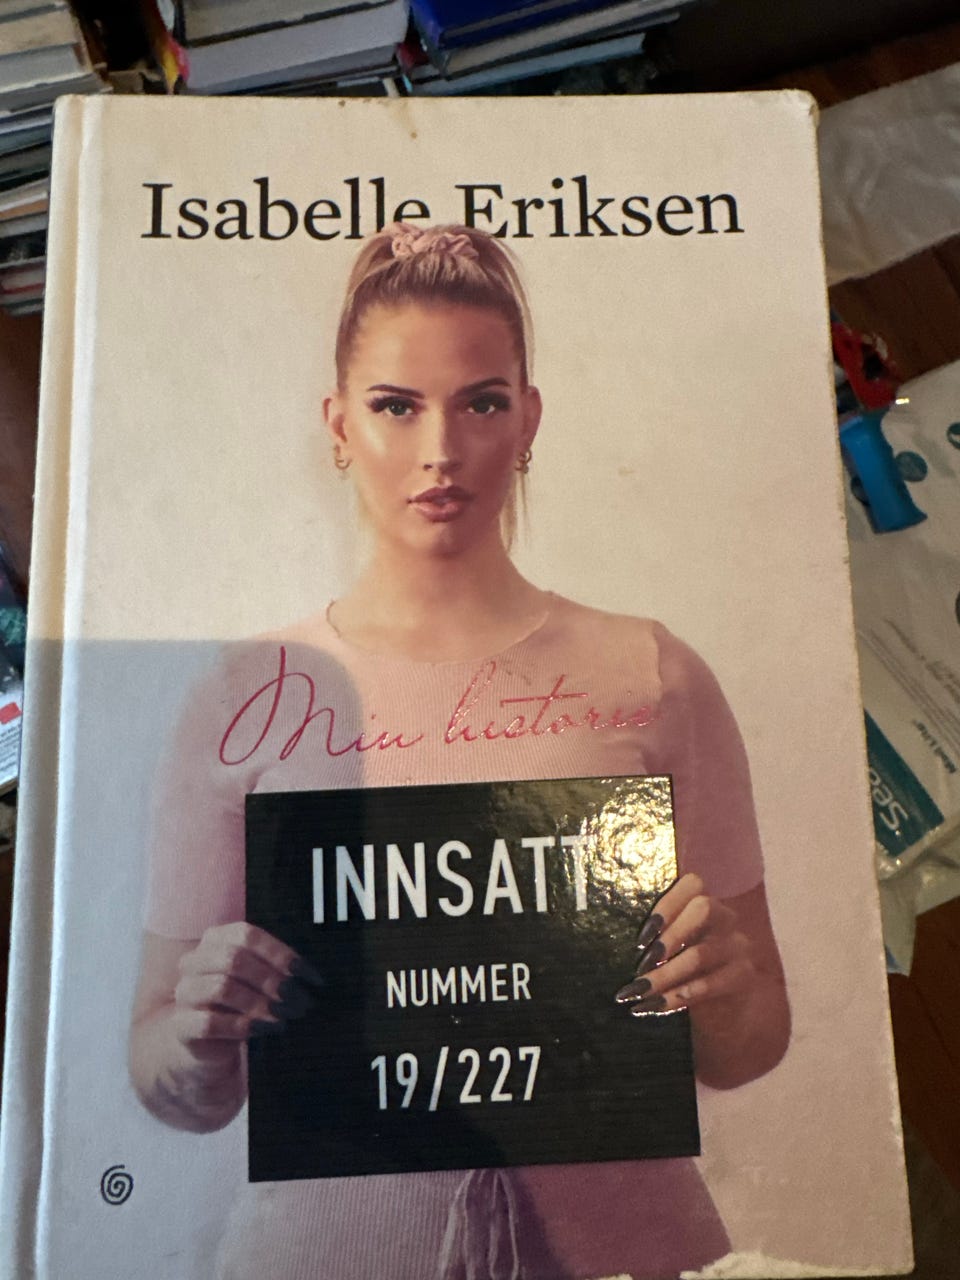 Isabelle Eriksen
Min historie
INNSATT
NUMMER
19/227